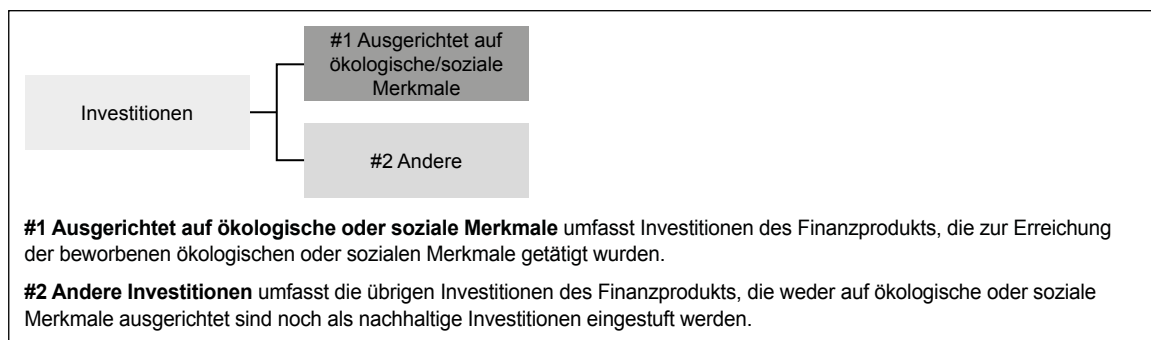 #1 Ausgerichtet auf
ökologische/soziale
Merkmale
Investitionen
#2 Andere
#1 Ausgerichtet auf ökologische oder soziale Merkmale umfasst Investitionen des Finanzprodukts, die zur Erreichung
der beworbenen ökologischen oder sozialen Merkmale getätigt wurden.
#2 Andere Investitionen umfasst die übrigen Investitionen des Finanzprodukts, die weder auf ökologische oder soziale
Merkmale ausgerichtet sind noch als nachhaltige Investitionen eingestuft werden.